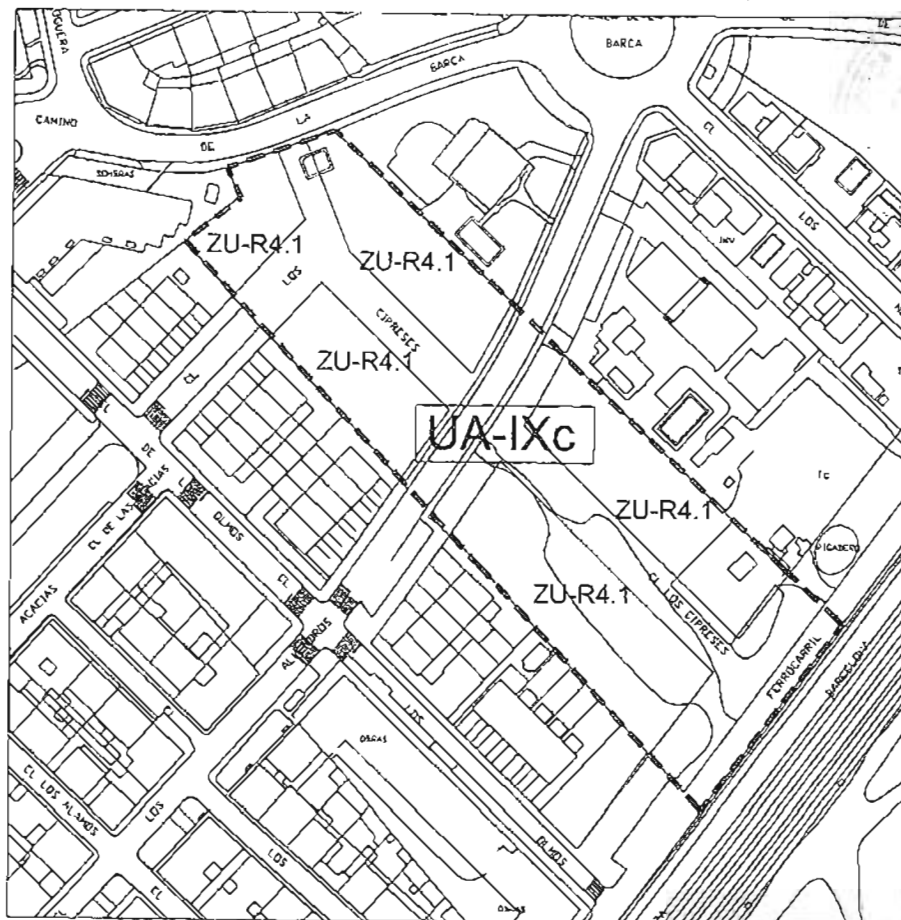 BARCA
BARCA
LA
DE
CAMINO
CL
LOS
ZU-R4.1
ZU-R4.1
LOS
CIPRESES
ZU-R4.1
UA-IXc
CL
ZU-R4.1
PICADERO
ZU-R4.1
CL LOS CIPRESES
DE
CL DE LAS ACACIAS
OLMOS
CL
ACACIAS
FERROCARRIL
BARCELONA
LOS
OBRAS
CL LOS ALAMOS
LOS
CL
LOS
OLMOS